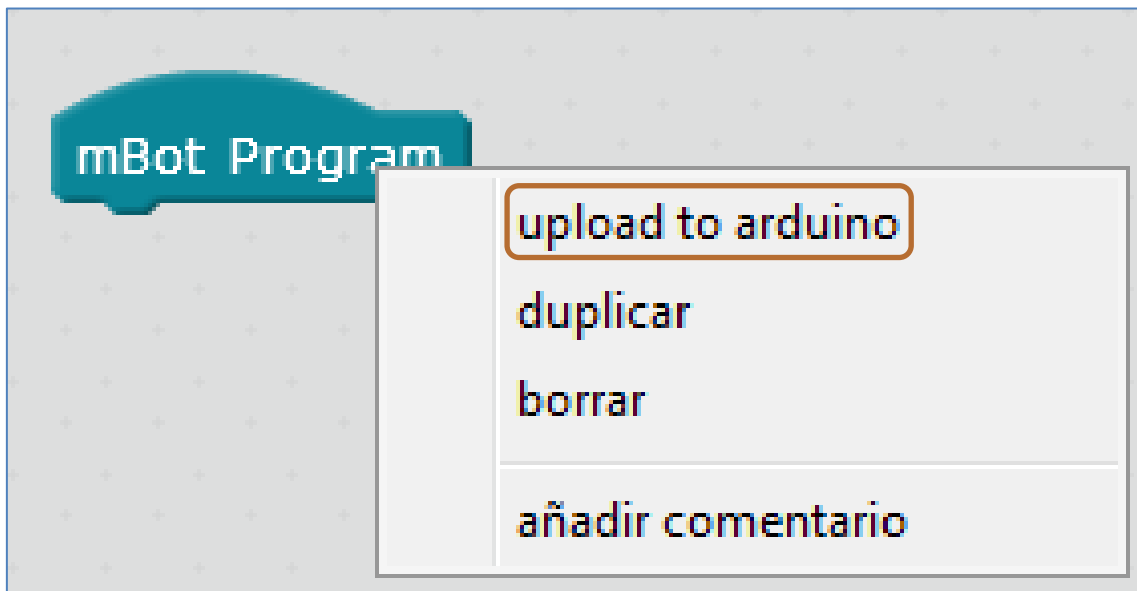 mBot Program
upload to arduino
duplicar
borrar
añadir comentario